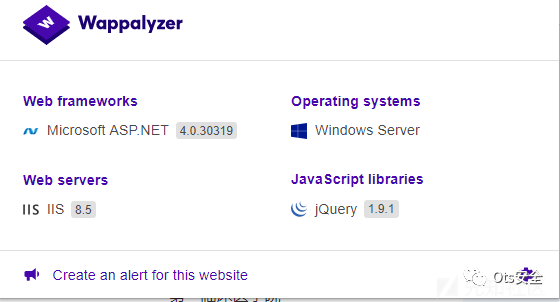 Wappalyzer
Web frameworks
Microsoft ASP.NET 4.0.30319
Operating systems
Windows Server
Web servers
IIS IIS 8.5
JavaScript libraries
jQuery 1.9.1
Create an alert for this website
Ots安全